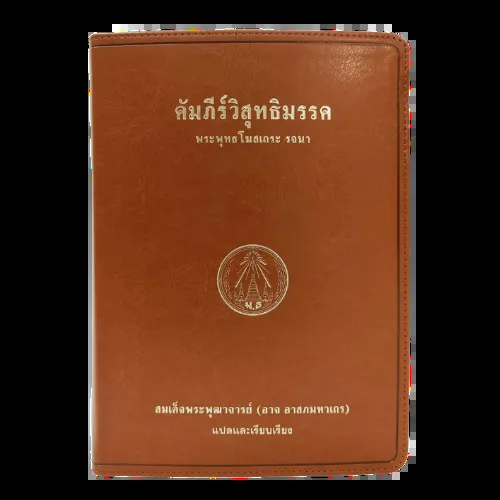 คัมภีร์วิสุทธิมรรค
พระพุทธโฆสเถระ รจนา
ม.ธ
สมเด็จพระพุฒาจารย์ (อาจ อาสภมหาเถร)
แปลและเรียบเรียง